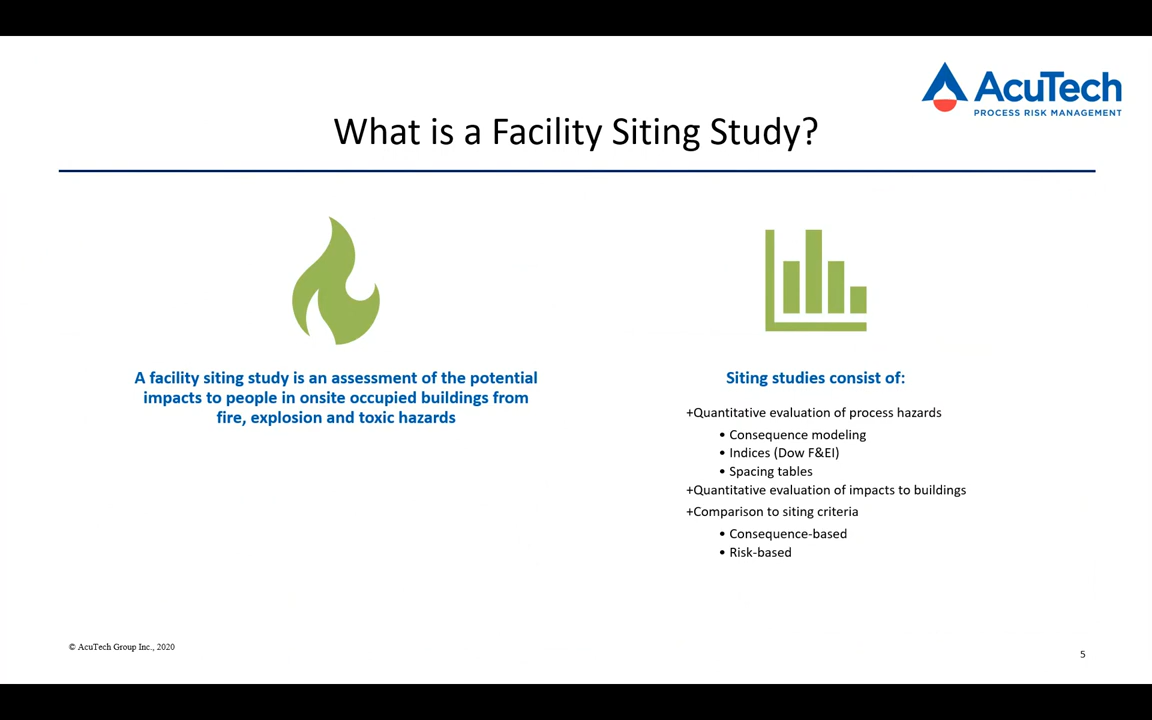 AcuTech
PROCESS RISK MANAGEMENT
What is a Facility Siting Study?
A facility siting study is an assessment of the potential
impacts to people in onsite occupied buildings from
fire, explosion and toxic hazards
Siting studies consist of:
+Quantitative evaluation of process hazards
• Consequence modeling
• Indices (Dow F&EI)
• Spacing tables
+Quantitative evaluation of impacts to buildings
+Comparison to siting criteria
• Consequence-based
• Risk-based
© AcuTech Group Inc., 2020
5